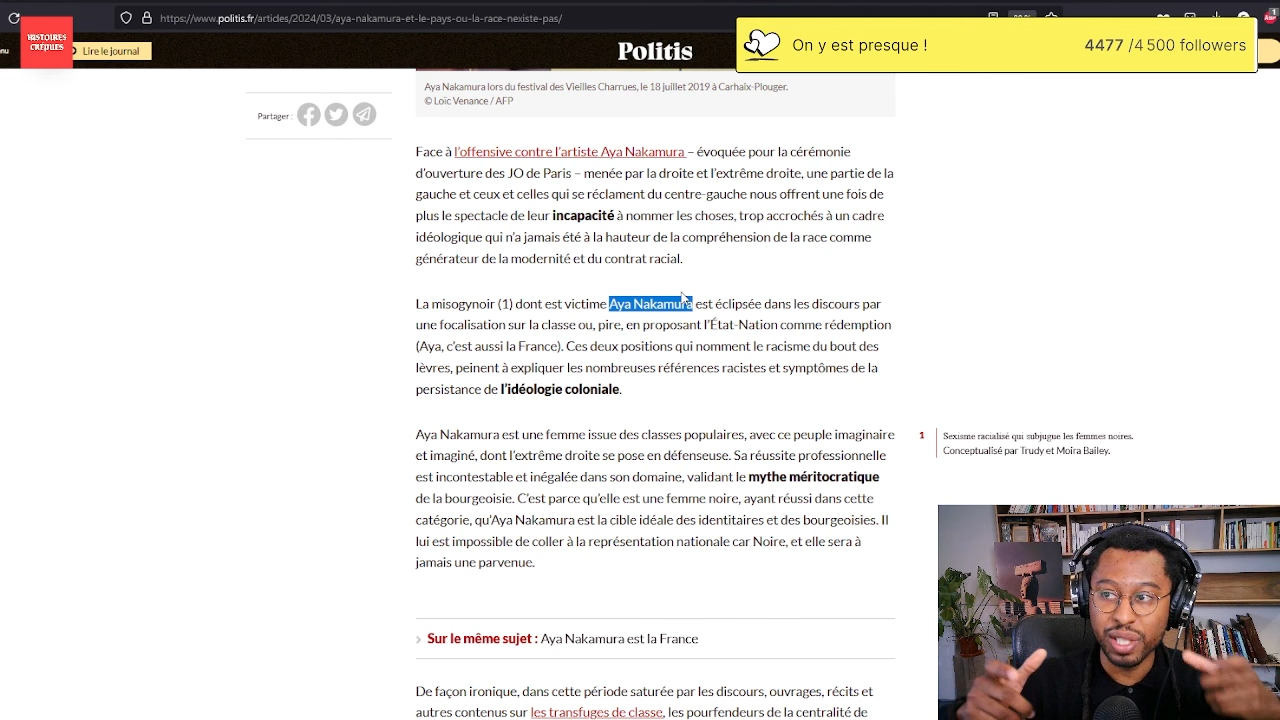 https://www.politis.fr/articles/2024/03/aya-nakamura-et-le-pays-ou-la-race-nexiste-pas/
HISTOIRES
CRÉPUES
nu
Lire le journal
Politis
On y est presque !
4477 /4 500 followers
Aya Nakamura lors du festival des Vieilles Charrues, le 18 juillet 2019 à Carhaix-Plouger.
© Loïc Venance / AFP
Partager :
Face à l’offensive contre l’artiste Aya Nakamura – évoquée pour la cérémonie
d’ouverture des JO de Paris – menée par la droite et l’extrême droite, une partie de la
gauche et ceux et celles qui se réclament du centre-gauche nous offrent une fois de
plus le spectacle de leur incapacité à nommer les choses, trop accrochés à un cadre
idéologique qui n’a jamais été à la hauteur de la compréhension de la race comme
générateur de la modernité et du contrat racial.
La misogynoir (1) dont est victime Aya Nakamura est éclipsée dans les discours par
une focalisation sur la classe ou, pire, en proposant l’État-Nation comme rédemption
(Aya, c’est aussi la France). Ces deux positions qui nomment le racisme du bout des
lèvres, peinent à expliquer les nombreuses références racistes et symptômes de la
persistance de l’idéologie coloniale.
Aya Nakamura est une femme issue des classes populaires, avec ce peuple imaginaire
et imaginé, dont l’extrême droite se pose en défenseuse. Sa réussite professionnelle
est incontestable et inégalée dans son domaine, validant le mythe méritocratique
de la bourgeoisie. C’est parce qu’elle est une femme noire, ayant réussi dans cette
catégorie, qu’Aya Nakamura est la cible idéale des identitaires et des bourgeoisies. Il
lui est impossible de coller à la représentation nationale car Noire, et elle sera à
jamais une parvenue.
1 Sexisme racialisé qui subjugue les femmes noires.
Conceptualisé par Trudy et Moira Bailey.
Sur le même sujet : Aya Nakamura est la France
De façon ironique, dans cette période saturée par les discours, ouvrages, récits et
autres contenus sur les transfuges de classe, les pourfendeurs de la centralité de